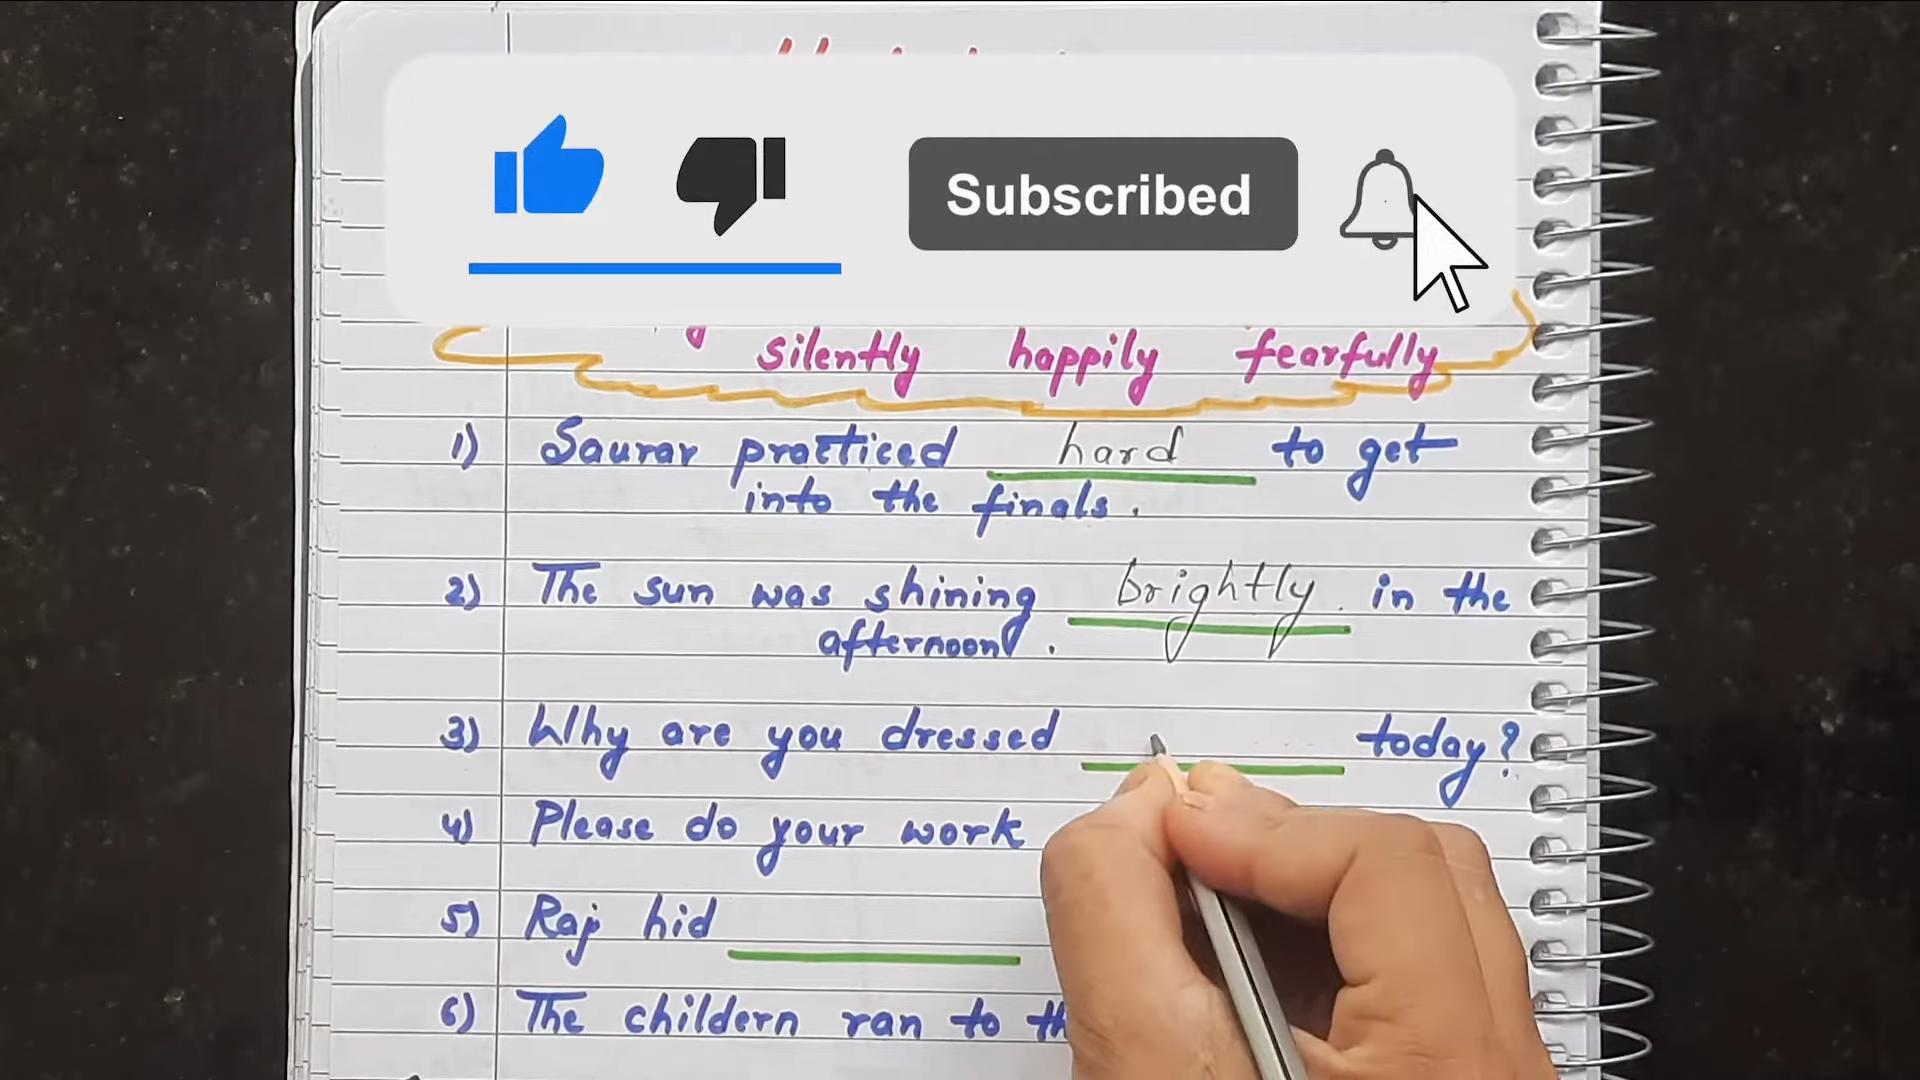 Subscribed
silently happily fearfully
1) Saurav practiced hard to get
into the finals.
2) The sun was shining brightly in the
afternoon.
3) Why are you dressed today?
4) Please do your work
5) Raj hid
6) The childern ran to